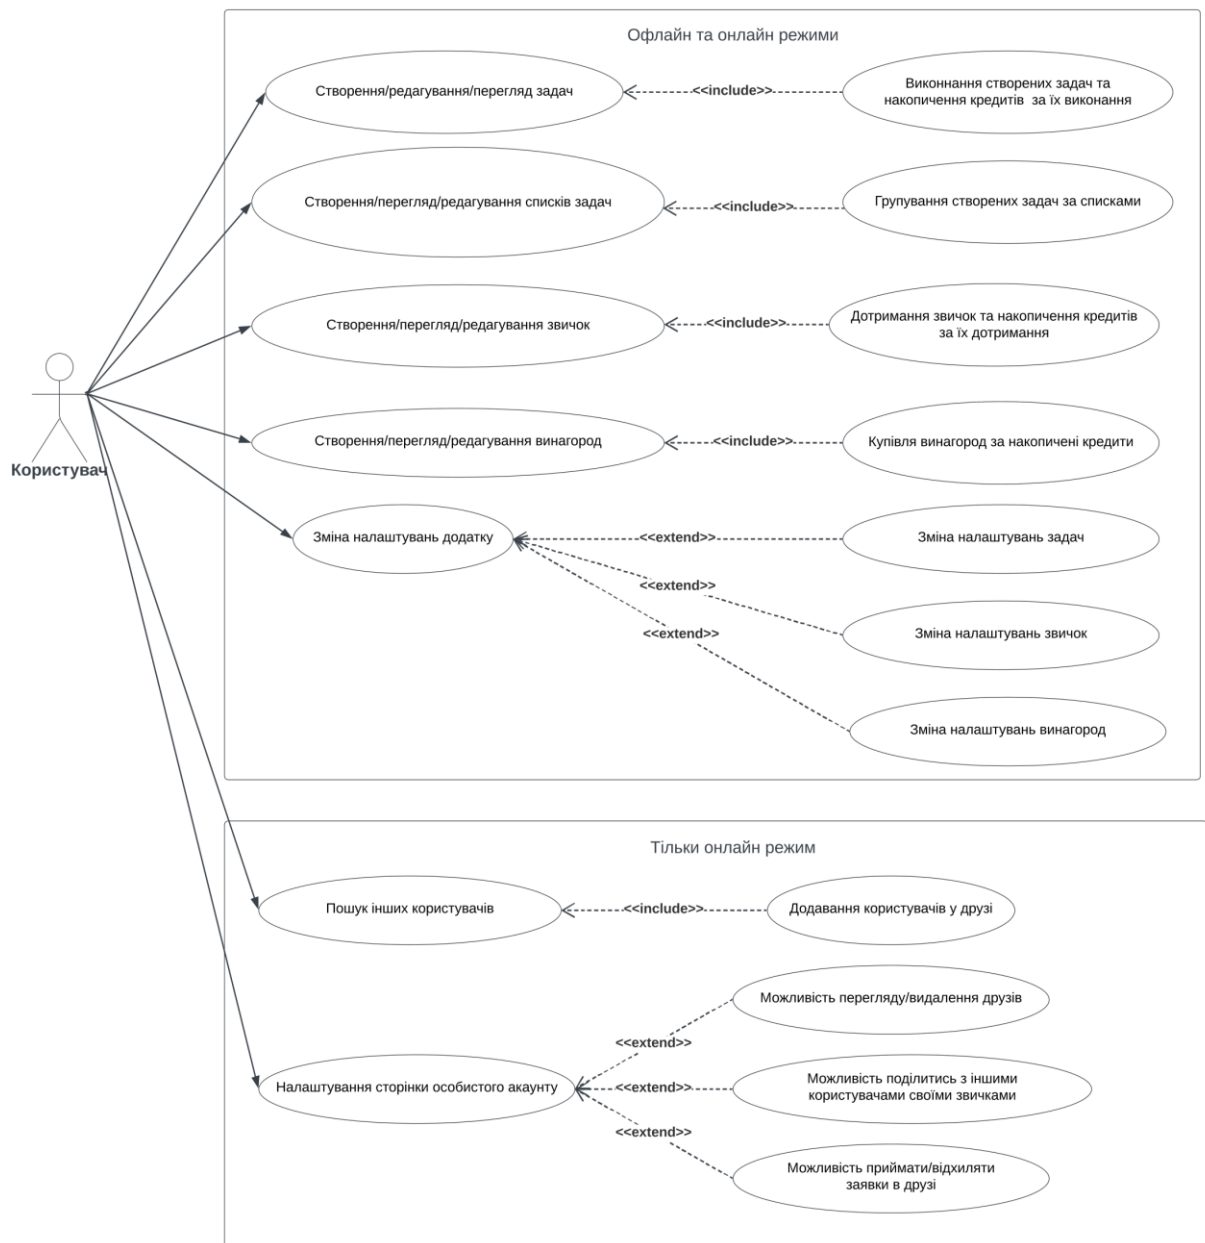 Офлайн та онлайн режими
Створення/редагування/перегляд задач
<<include>>
Виконнання створених задач та
накопичення кредитів за їх виконання
Створення/перегляд/редагування списків задач
<<include>>
Групування створених задач за списками
Створення/перегляд/редагування звичок
<<include>>
Дотримання звичок та накопичення кредитів
за їх дотримання
Користувач
Створення/перегляд/редагування винагород
<<include>>
Купівля винагород за накопичені кредити
Зміна налаштувань додатку
<<extend>>
Зміна налаштувань задач
<<extend>>
Зміна налаштувань звичок
<<extend>>
Зміна налаштувань винагород
Тільки онлайн режим
Пошук інших користувачів
<<include>>
Додавання користувачів у друзі
Можливість перегляду/видалення друзів
<<extend>>
Налаштування сторінки особистого акаунту
<<extend>>
Можливість поділитись з іншими
користувачами своїми звичками
<<extend>>
Можливість приймати/відхиляти
заявки в друзі